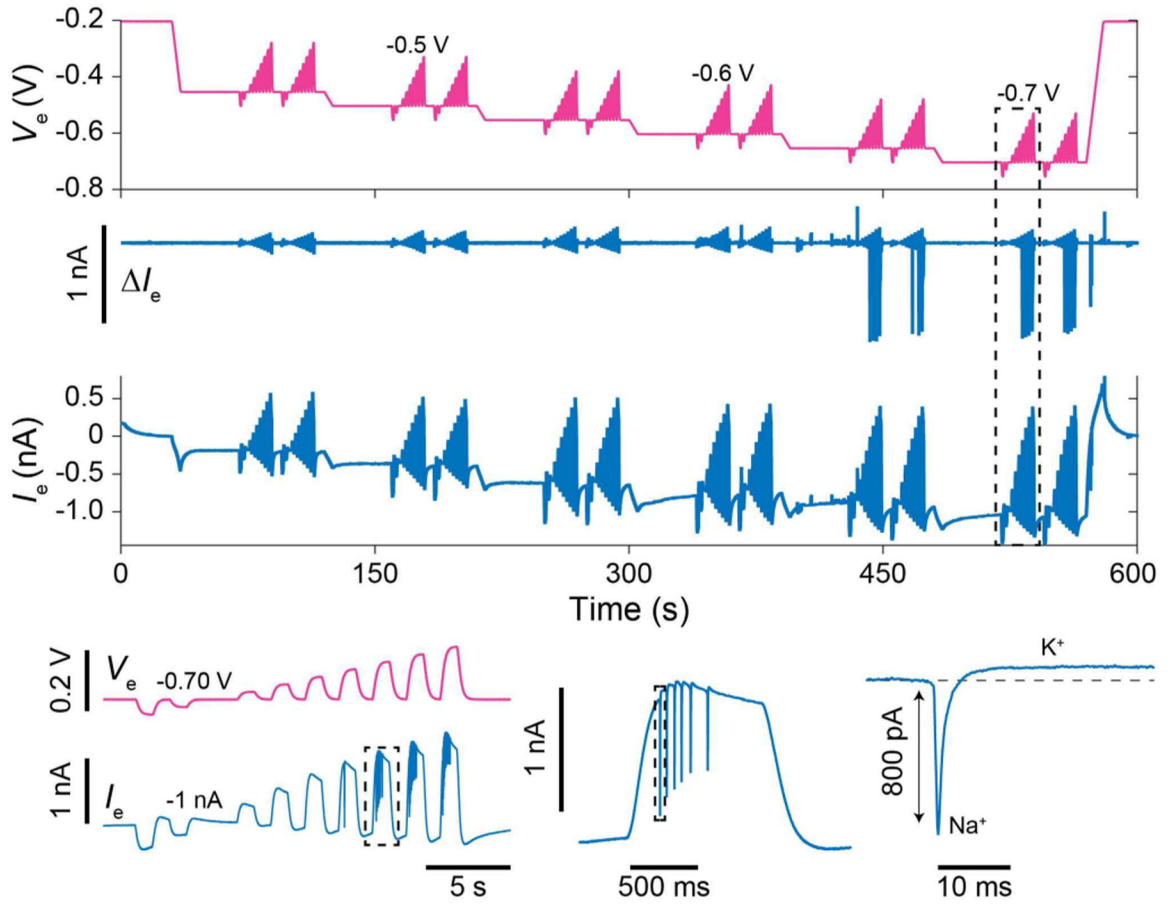 -0.2
-0.4
-0.6
-0.8
Ve (V)
-0.5 V
-0.6 V
-0.7 V
1 nA
ΔIe
0.5
0
-0.5
-1.0
Ie (nA)
0
150
300
450
600
Time (s)
0.2 V
Ve
-0.70 V
1 nA
Ie
-1 nA
5 s
1 nA
500 ms
K⁺
800 pA
Na⁺
10 ms